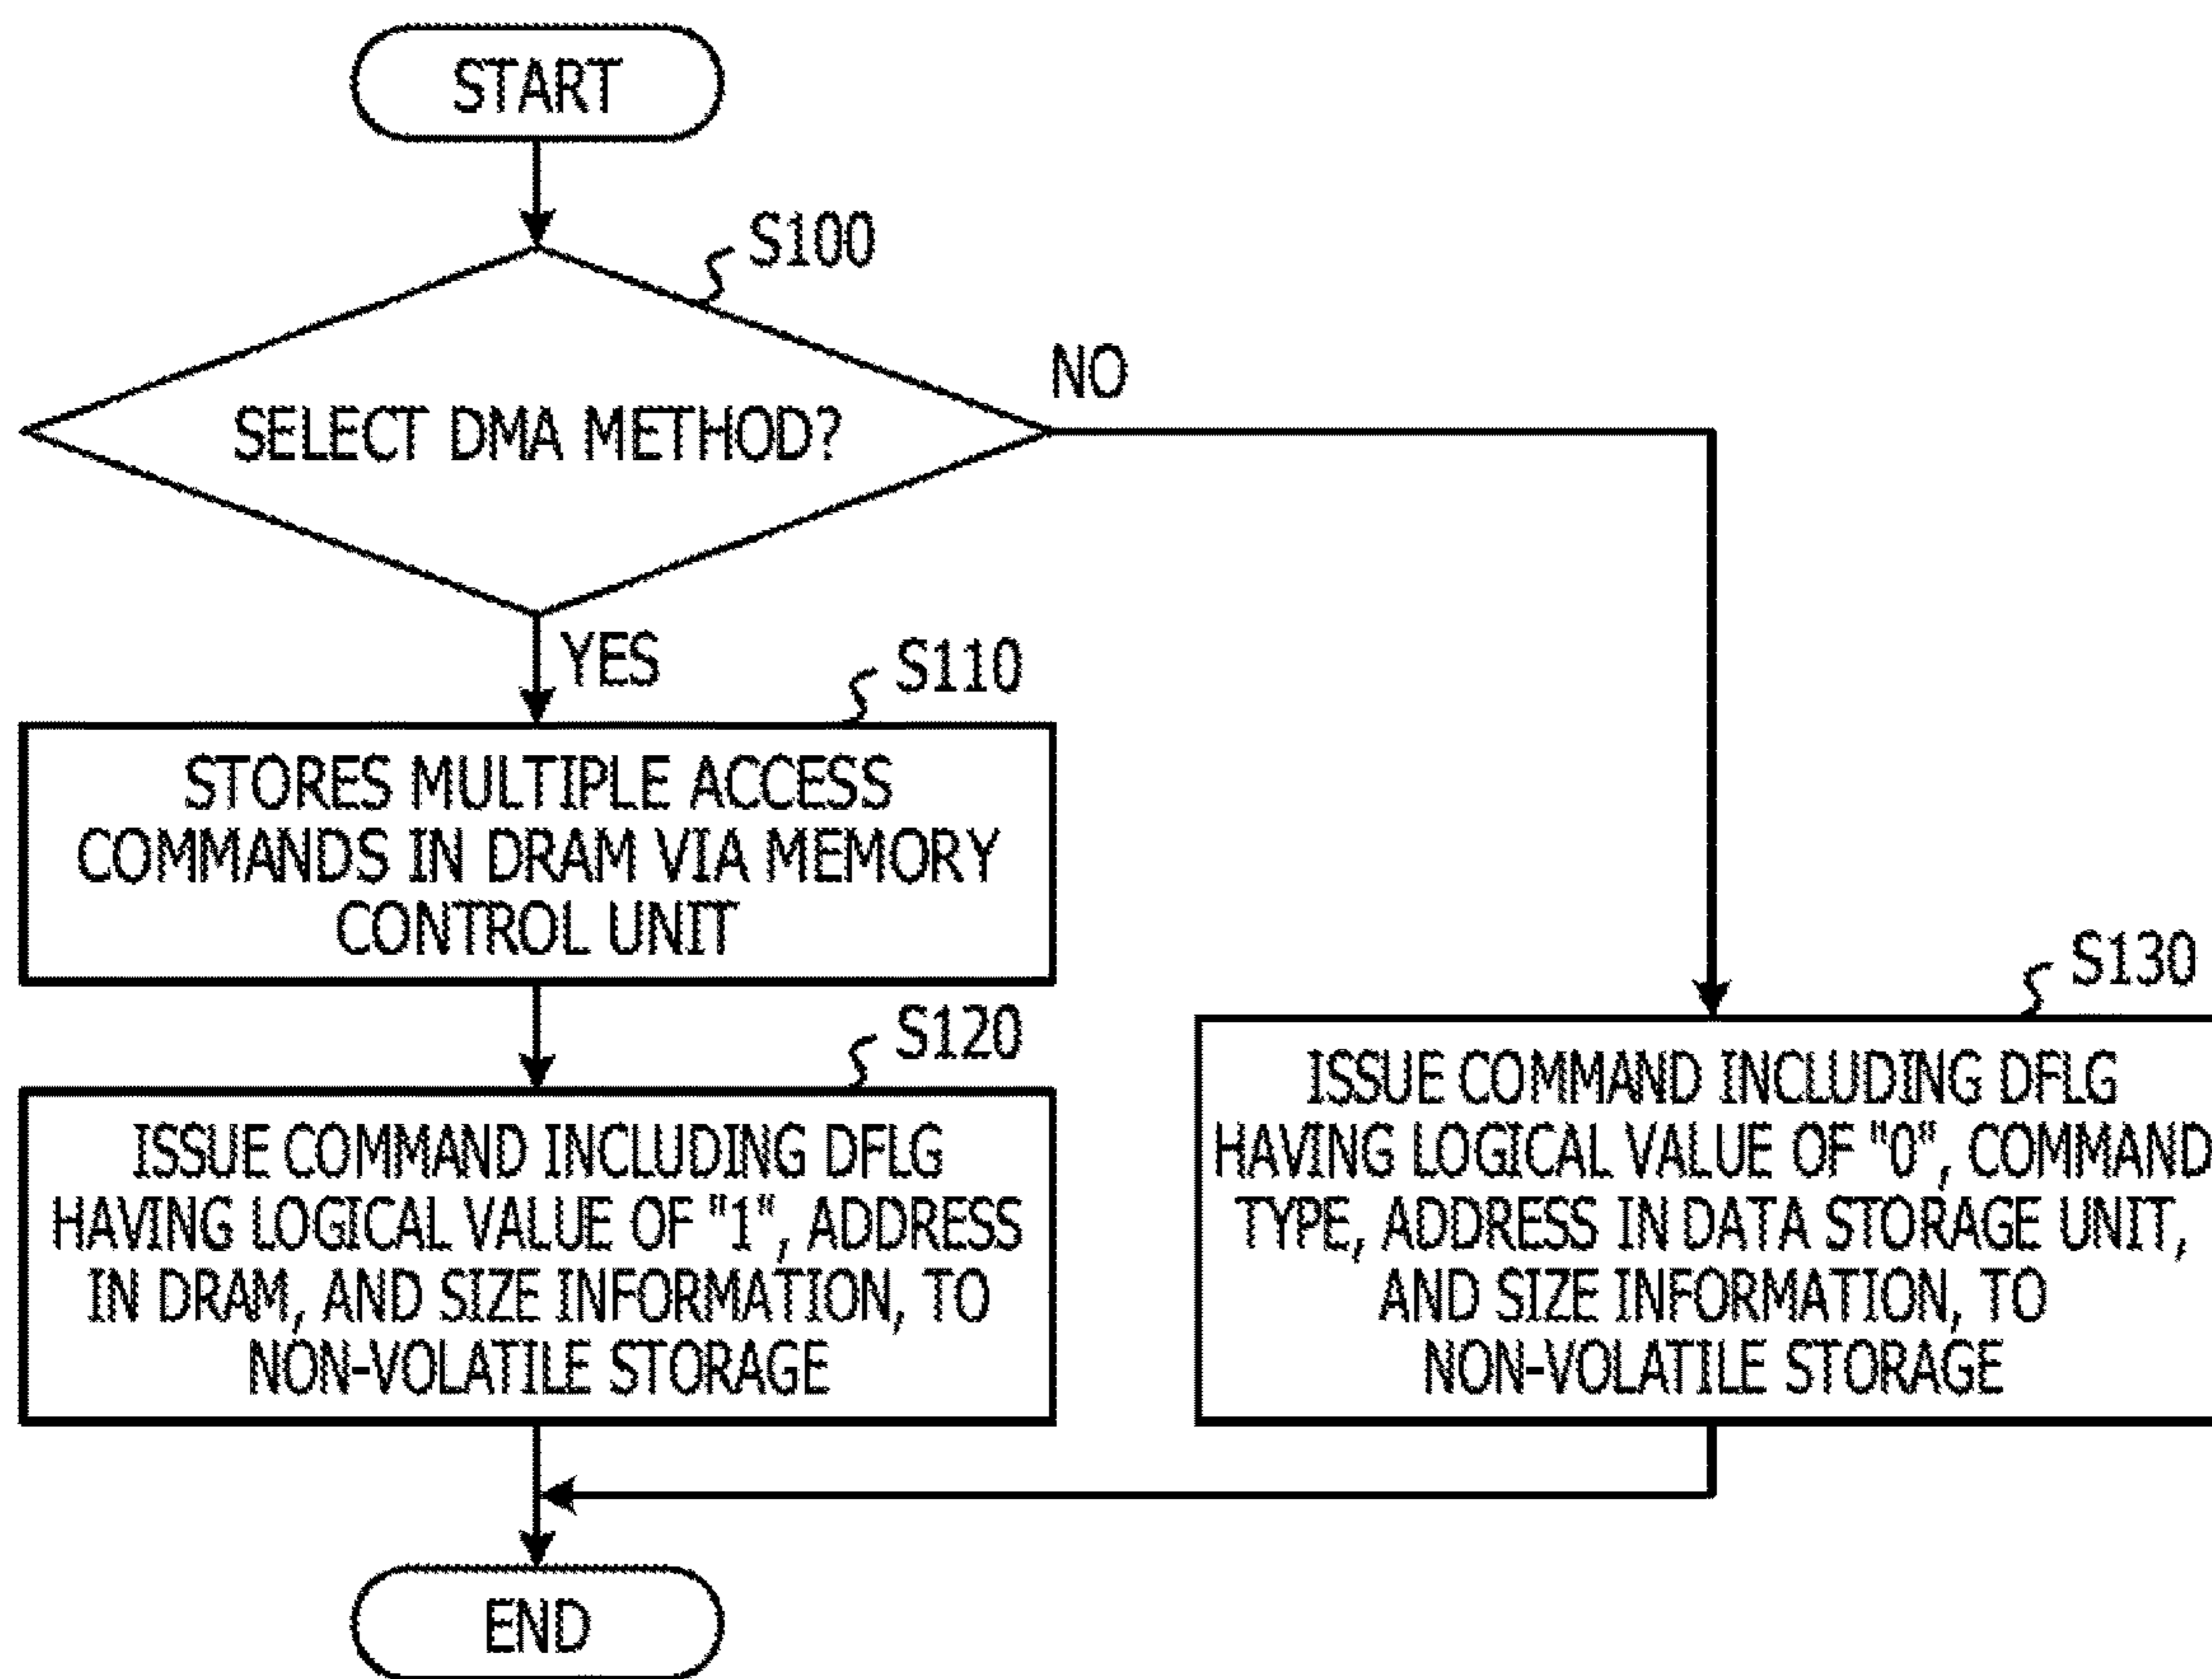 START
S100
NO
SELECT DMA METHOD?
YES
S110
STORES MULTIPLE ACCESS
COMMANDS IN DRAM VIA MEMORY
CONTROL UNIT
S120
ISSUE COMMAND INCLUDING DFLG
HAVING LOGICAL VALUE OF "1", ADDRESS
IN DRAM, AND SIZE INFORMATION, TO
NON-VOLATILE STORAGE
S130
ISSUE COMMAND INCLUDING DFLG
HAVING LOGICAL VALUE OF "0", COMMAND
TYPE, ADDRESS IN DATA STORAGE UNIT,
AND SIZE INFORMATION, TO
NON-VOLATILE STORAGE
END